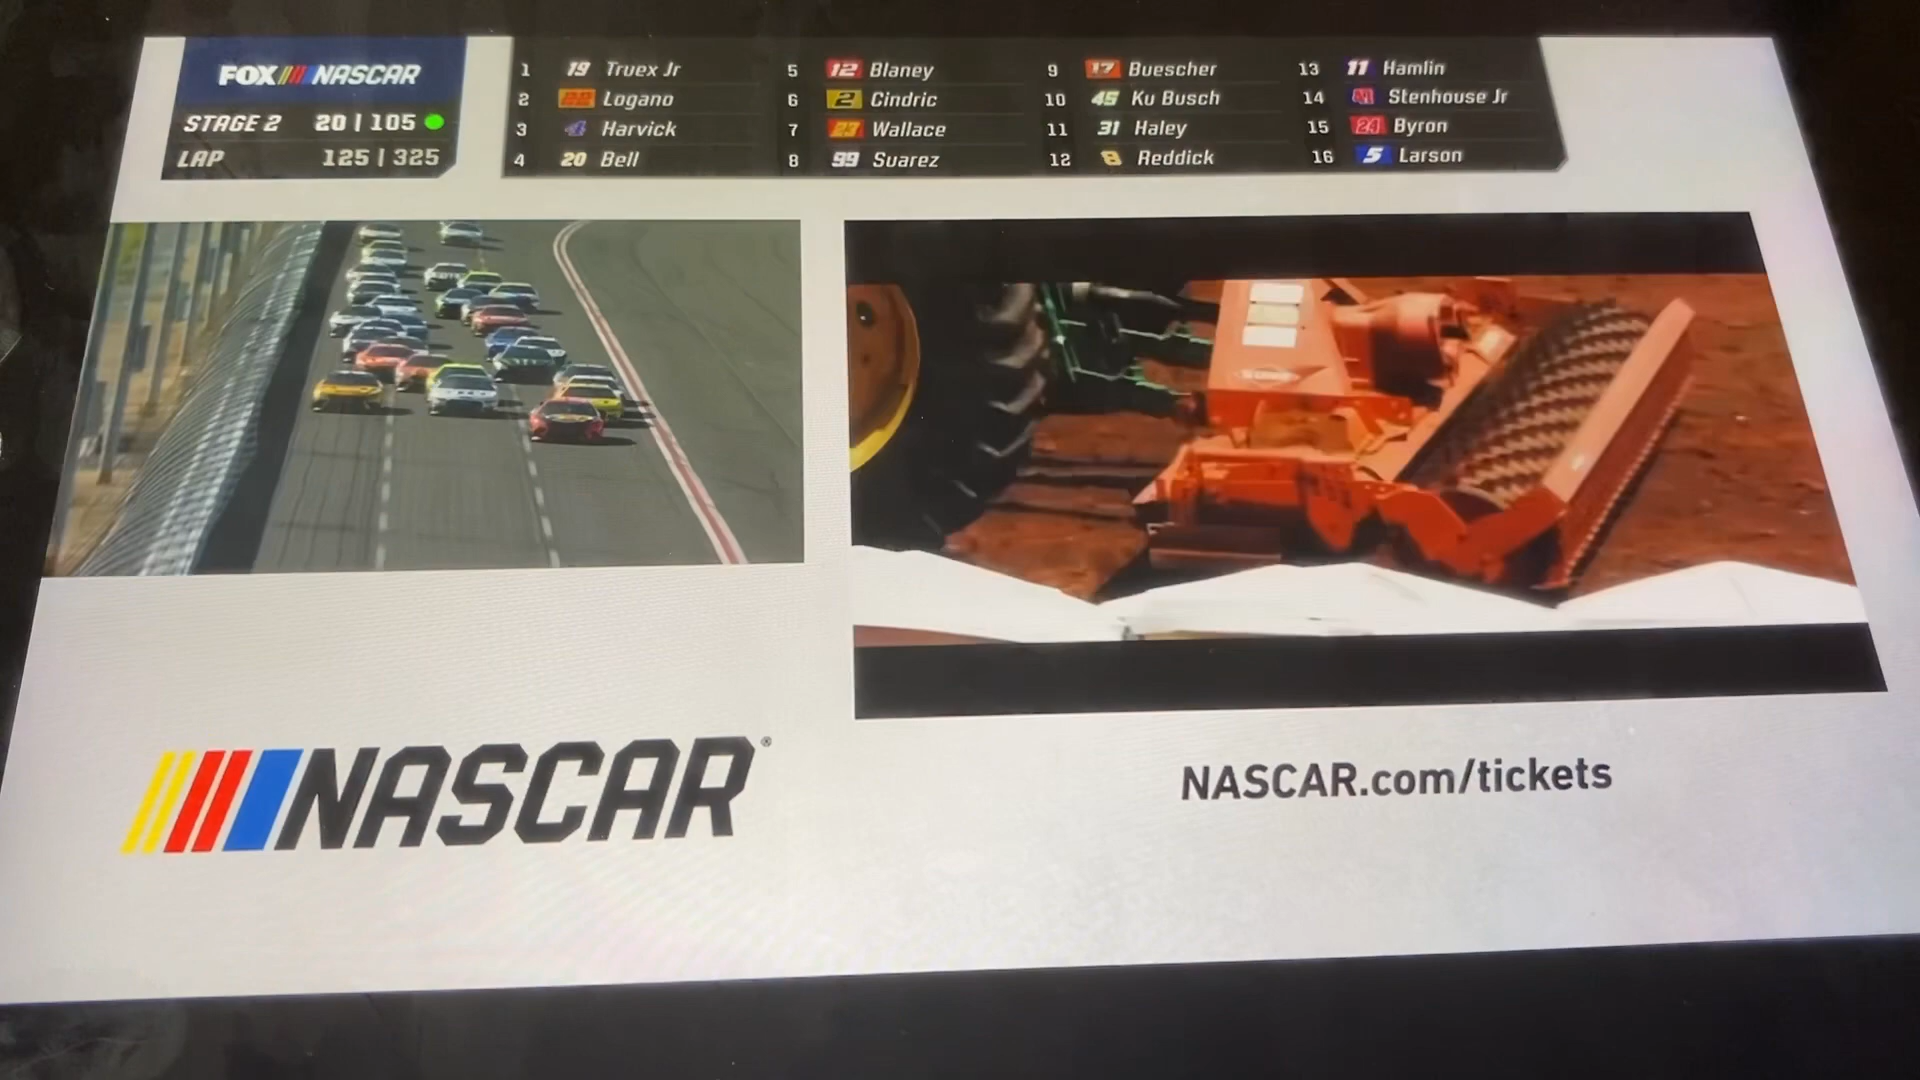 FOX NASCAR
STAGE 2 20 | 105
LAP 125 | 325
1 19 Truex Jr
2 22 Logano
3 4 Harvick
4 20 Bell
5 12 Blaney
6 2 Cindric
7 23 Wallace
8 99 Suarez
9 17 Buescher
10 45 Ku Busch
11 31 Haley
12 8 Reddick
13 11 Hamlin
14 Stenhouse Jr
15 24 Byron
16 5 Larson
NASCAR®
NASCAR.com/tickets